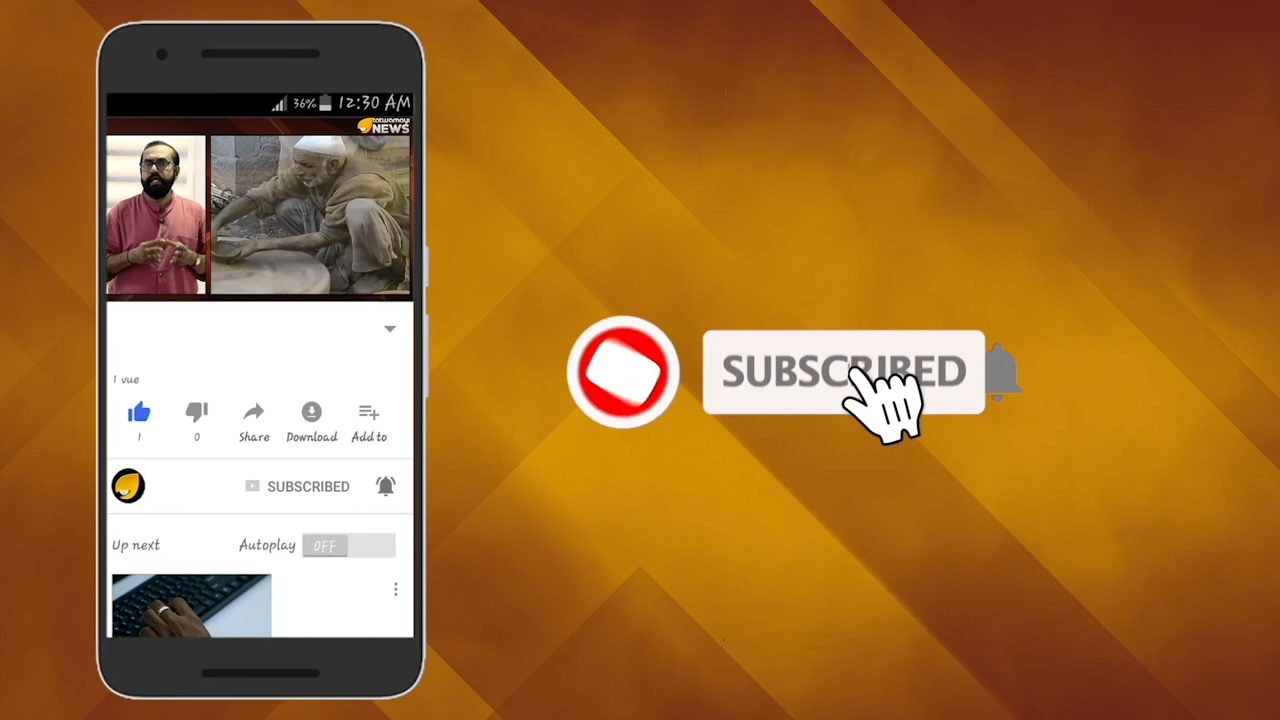 36% 12:30 AM
tatwamayi
NEWS
1 vue
1
0
Share
Download
Add to
SUBSCRIBED
Up next
Autoplay
OFF
SUBSCRIBED